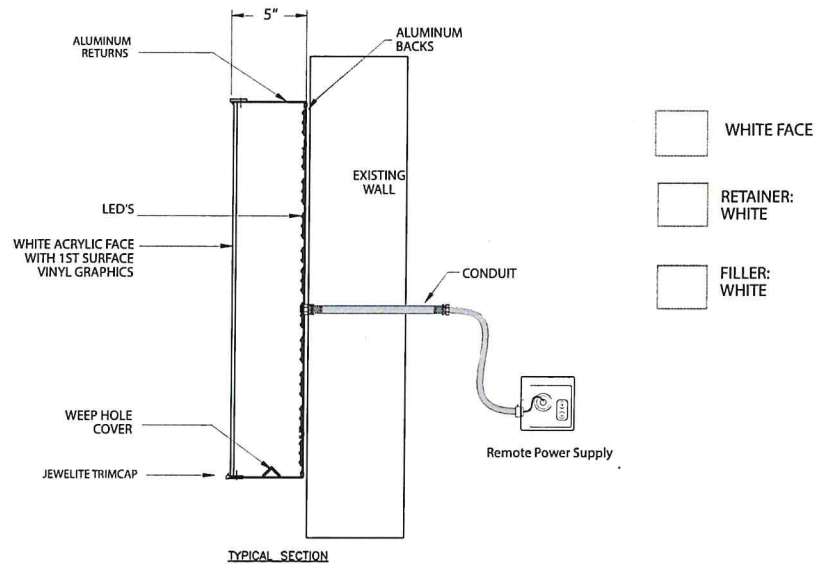 5"
ALUMINUM
RETURNS
ALUMINUM
BACKS
EXISTING
WALL
LED'S
WHITE ACRYLIC FACE
WITH 1ST SURFACE
VINYL GRAPHICS
CONDUIT
WEEP HOLE
COVER
JEWELITE TRIMCAP
Remote Power Supply
TYPICAL SECTION
WHITE FACE
RETAINER:
WHITE
FILLER:
WHITE